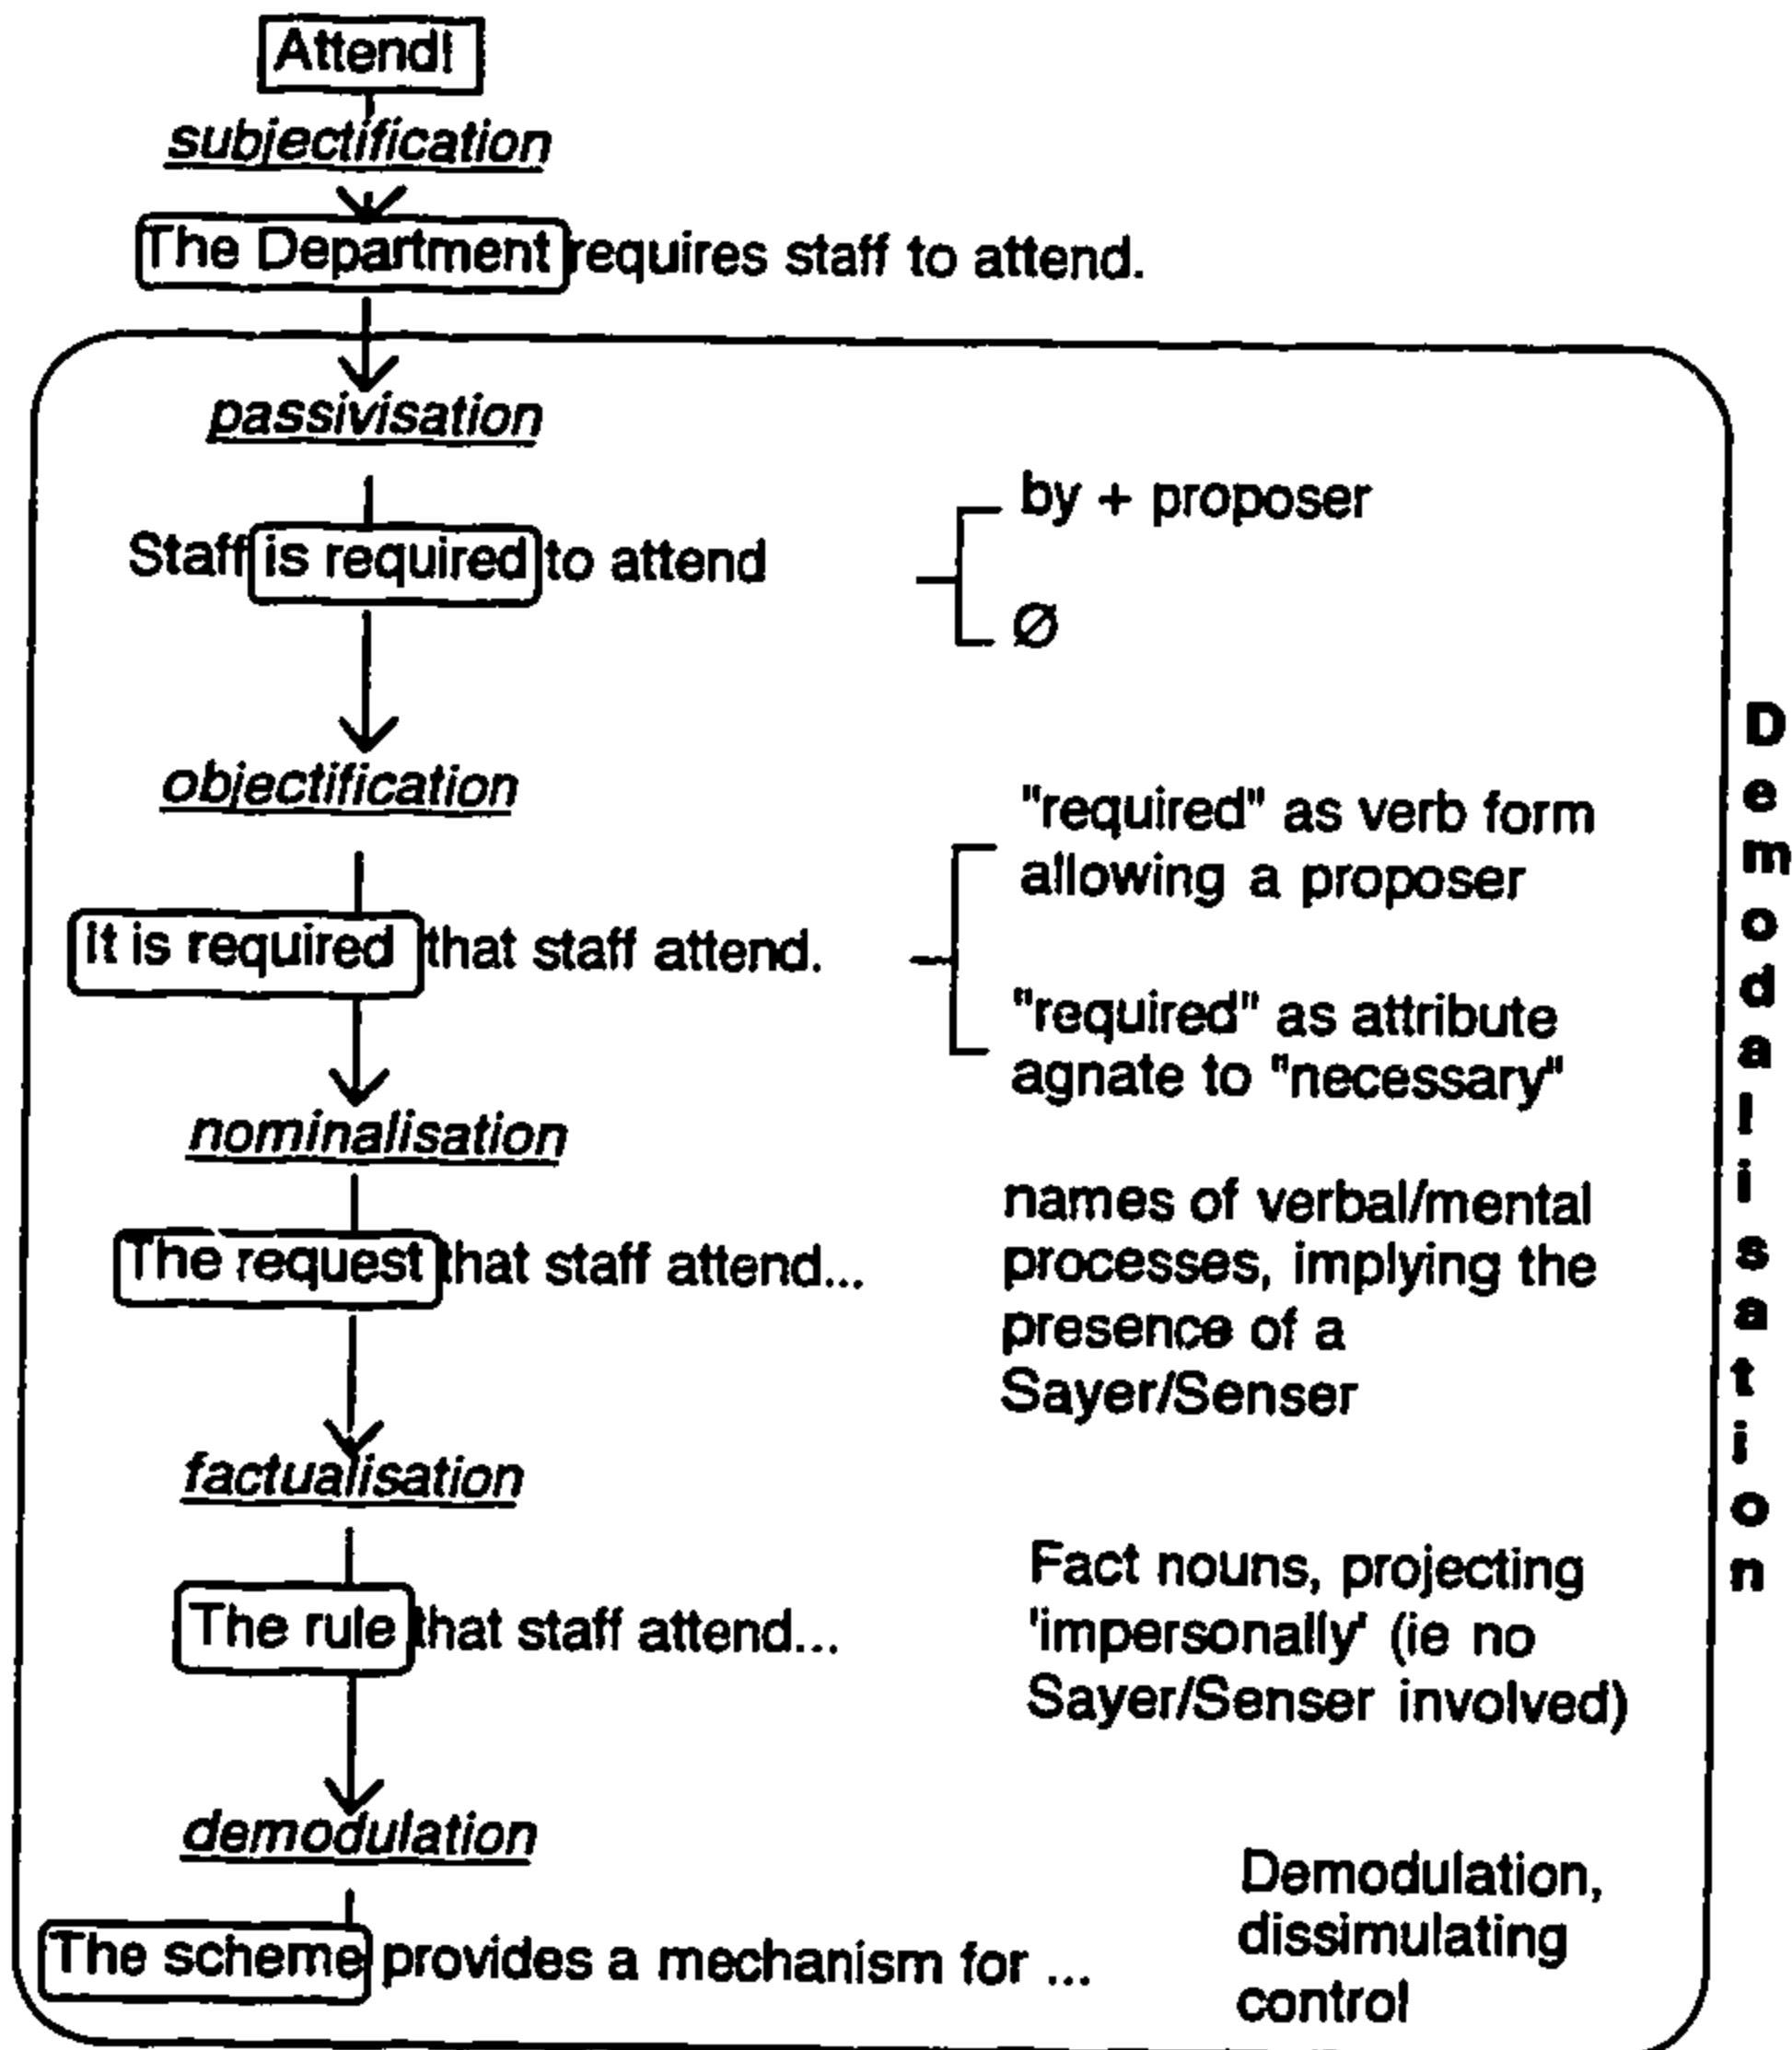 Attend!
subjectification
The Department requires staff to attend.
passivisation
by + proposer
Staff is required to attend
Ø
objectification
"required" as verb form
allowing a proposer
It is required that staff attend.
"required" as attribute
agnate to "necessary"
nominalisation
names of verbal/mental
processes, implying the
presence of a
Sayer/Senser
The request that staff attend...
factualisation
Fact nouns, projecting
'impersonally' (ie no
Sayer/Senser involved)
The rule that staff attend...
demodulation
Demodulation,
dissimulating
control
The scheme provides a mechanism for ...
Demodalisation